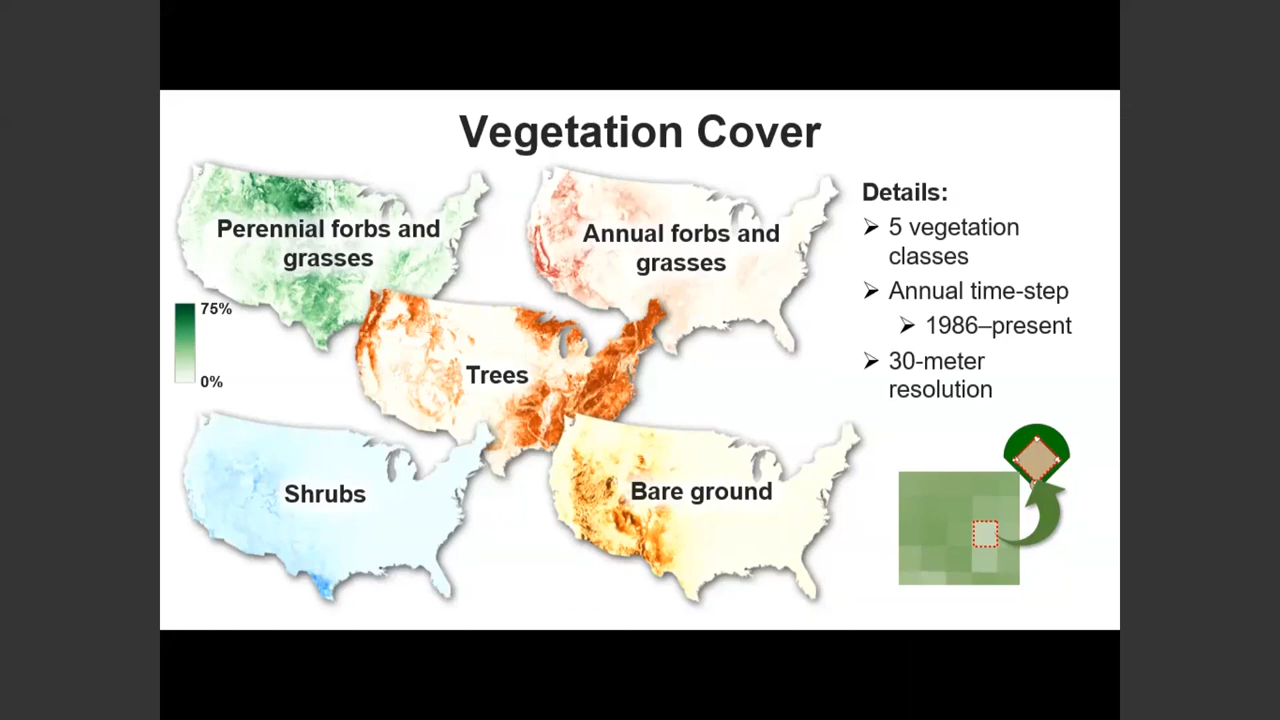 Vegetation Cover
Perennial forbs and
grasses
Annual forbs and
grasses
75%
0%
Trees
Shrubs
Bare ground
Details:
5 vegetation
classes
Annual time-step
1986–present
30-meter
resolution